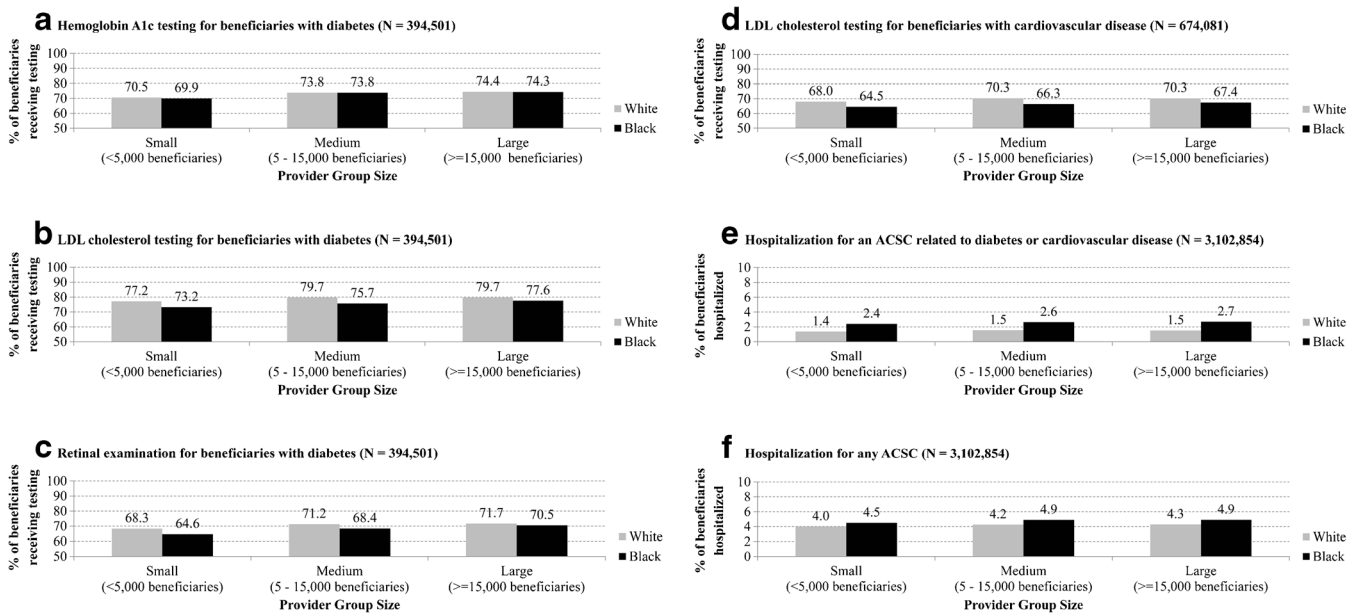 a Hemoglobin A1c testing for beneficiaries with diabetes (N = 394,501)
% of beneficiaries
receiving testing
100
90
80
70
60
50
70.5 69.9
73.8 73.8
74.4 74.3
White
Black
Small Medium Large
(<5,000 beneficiaries) (5 - 15,000 beneficiaries) (>=15,000 beneficiaries)
Provider Group Size
b LDL cholesterol testing for beneficiaries with diabetes (N = 394,501)
% of beneficiaries
receiving testing
100
90
80
70
60
50
77.2 73.2
79.7 75.7
79.7 77.6
White
Black
Small Medium Large
(<5,000 beneficiaries) (5 - 15,000 beneficiaries) (>=15,000 beneficiaries)
Provider Group Size
c Retinal examination for beneficiaries with diabetes (N = 394,501)
% of beneficiaries
receiving testing
100
90
80
70
60
50
68.3 64.6
71.2 68.4
71.7 70.5
White
Black
Small Medium Large
(<5,000 beneficiaries) (5 - 15,000 beneficiaries) (>=15,000 beneficiaries)
Provider Group Size
d LDL cholesterol testing for beneficiaries with cardiovascular disease (N = 674,081)
% of beneficiaries
receiving testing
100
90
80
70
60
50
68.0 64.5
70.3 66.3
70.3 67.4
White
Black
Small Medium Large
(<5,000 beneficiaries) (5 - 15,000 beneficiaries) (>=15,000 beneficiaries)
Provider Group Size
e Hospitalization for an ACSC related to diabetes or cardiovascular disease (N = 3,102,854)
% of beneficiaries
hospitalized
10
8
6
4
2
0
1.4 2.4
1.5 2.6
1.5 2.7
White
Black
Small Medium Large
(<5,000 beneficiaries) (5 - 15,000 beneficiaries) (>=15,000 beneficiaries)
Provider Group Size
f Hospitalization for any ACSC (N = 3,102,854)
% of beneficiaries
hospitalized
10
8
6
4
2
0
4.0 4.5
4.2 4.9
4.3 4.9
White
Black
Small Medium Large
(<5,000 beneficiaries) (5 - 15,000 beneficiaries) (>=15,000 beneficiaries)
Provider Group Size